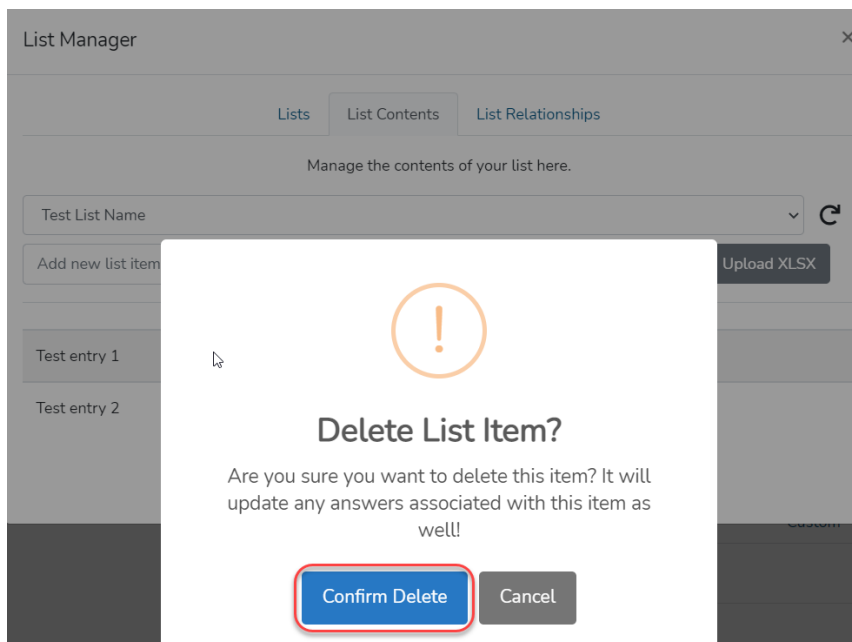 List Manager
Lists
List Contents
List Relationships
Manage the contents of your list here.
Test List Name
Add new list item
Upload XLSX
Test entry 1
Test entry 2
Delete List Item?
Are you sure you want to delete this item? It will
update any answers associated with this item as
well!
Custom
Confirm Delete
Cancel